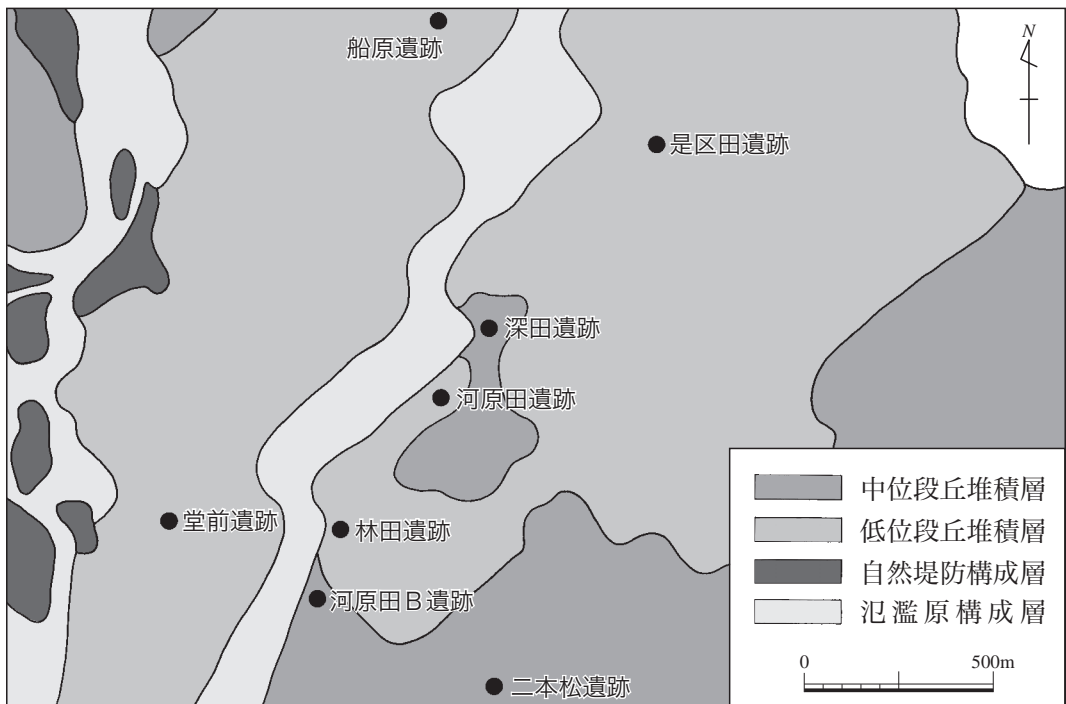 船原遺跡
N
是区田遺跡
深田遺跡
河原田遺跡
堂前遺跡
林田遺跡
河原田B遺跡
二本松遺跡
中位段丘堆積層
低位段丘堆積層
自然堤防構成層
氾濫原構成層
0 500m